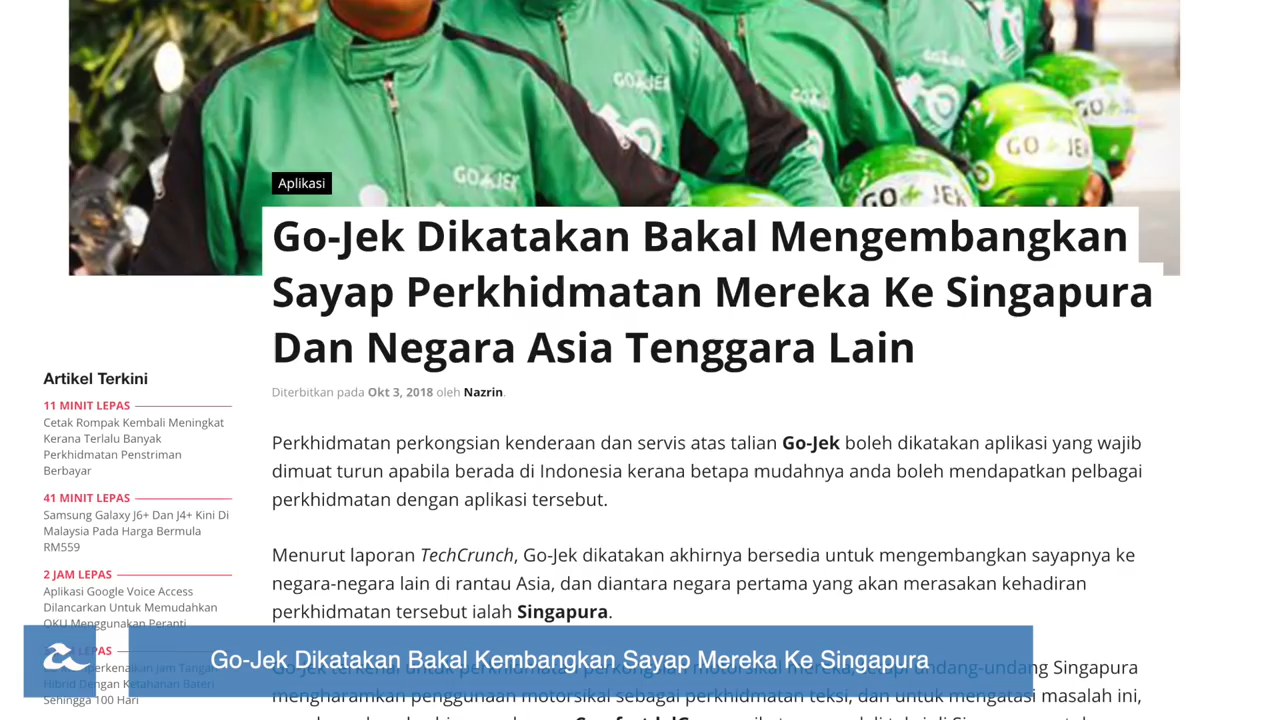 GO-JEK
GO-JEK
GO JEK
GO JEK
Aplikasi
Go-Jek Dikatakan Bakal Mengembangkan
Sayap Perkhidmatan Mereka Ke Singapura
Dan Negara Asia Tenggara Lain
Diterbitkan pada Okt 3, 2018 oleh Nazrin.
Artikel Terkini
11 MINIT LEPAS
Cetak Rompak Kembali Meningkat
Kerana Terlalu Banyak
Perkhidmatan Penstriman
Berbayar
41 MINIT LEPAS
Samsung Galaxy J6+ Dan J4+ Kini Di
Malaysia Pada Harga Bermula
RM559
2 JAM LEPAS
Aplikasi Google Voice Access
Dilancarkan Untuk Memudahkan
OKU Menggunakan Peranti
LEPAS
Jam
Hibrid Dengan Ketahanan Bateri
Sehingga 100 Hari
Perkhidmatan perkongsian kenderaan dan servis atas talian Go-Jek boleh dikatakan aplikasi yang wajib
dimuat turun apabila berada di Indonesia kerana betapa mudahnya anda boleh mendapatkan pelbagai
perkhidmatan dengan aplikasi tersebut.
Menurut laporan TechCrunch, Go-Jek dikatakan akhirnya bersedia untuk mengembangkan sayapnya ke
negara-negara lain di rantau Asia, dan diantara negara pertama yang akan merasakan kehadiran
perkhidmatan tersebut ialah Singapura.
undang-undang Singapura
mengharamkan penggunaan motorsikal sebagai perkhidmatan teksi, dan untuk mengatasi masalah ini,
Go-Jek Dikatakan Bakal Kembangkan Sayap Mereka Ke Singapura